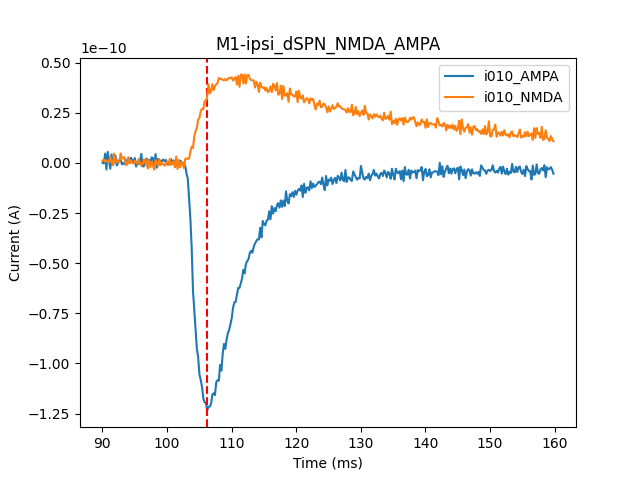 M1-ipsi_dSPN_NMDA_AMPA
1e−10
0.50
0.25
0.00
−0.25
−0.50
−0.75
−1.00
−1.25
Current (A)
i010_AMPA
i010_NMDA
90 100 110 120 130 140 150 160
Time (ms)